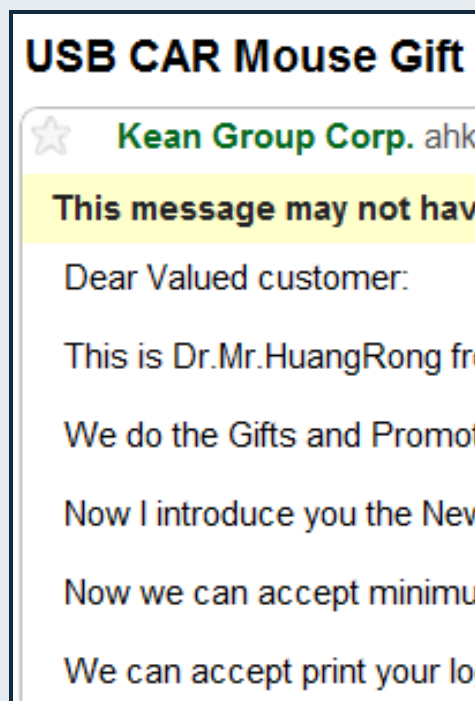 USB CAR Mouse Gift
Kean Group Corp. ahk
This message may not hav
Dear Valued customer:
This is Dr.Mr.HuangRong fr
We do the Gifts and Promot
Now I introduce you the New
Now we can accept minimu
We can accept print your lo